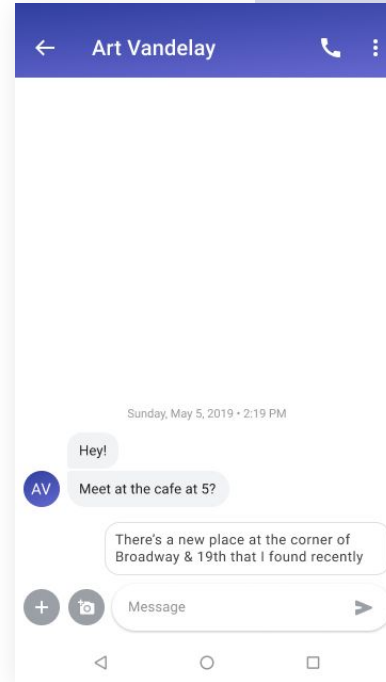 Art Vandelay
Sunday, May 5, 2019 • 2:19 PM
Hey!
AV
Meet at the cafe at 5?
There's a new place at the corner of
Broadway & 19th that I found recently
Message